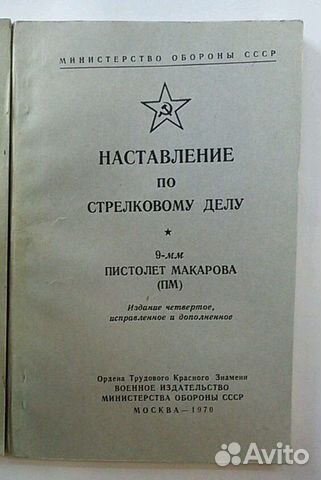 МИНИСТЕРСТВО ОБОРОНЫ СССР
НАСТАВЛЕНИЕ
ПО
СТРЕЛКОВОМУ ДЕЛУ
9-мм
ПИСТОЛЕТ МАКАРОВА
(ПМ)
Издание четвертое,
исправленное и дополненное
Ордена Трудового Красного Знамени
ВОЕННОЕ ИЗДАТЕЛЬСТВО
МИНИСТЕРСТВА ОБОРОНЫ СССР
МОСКВА—1970
Avito